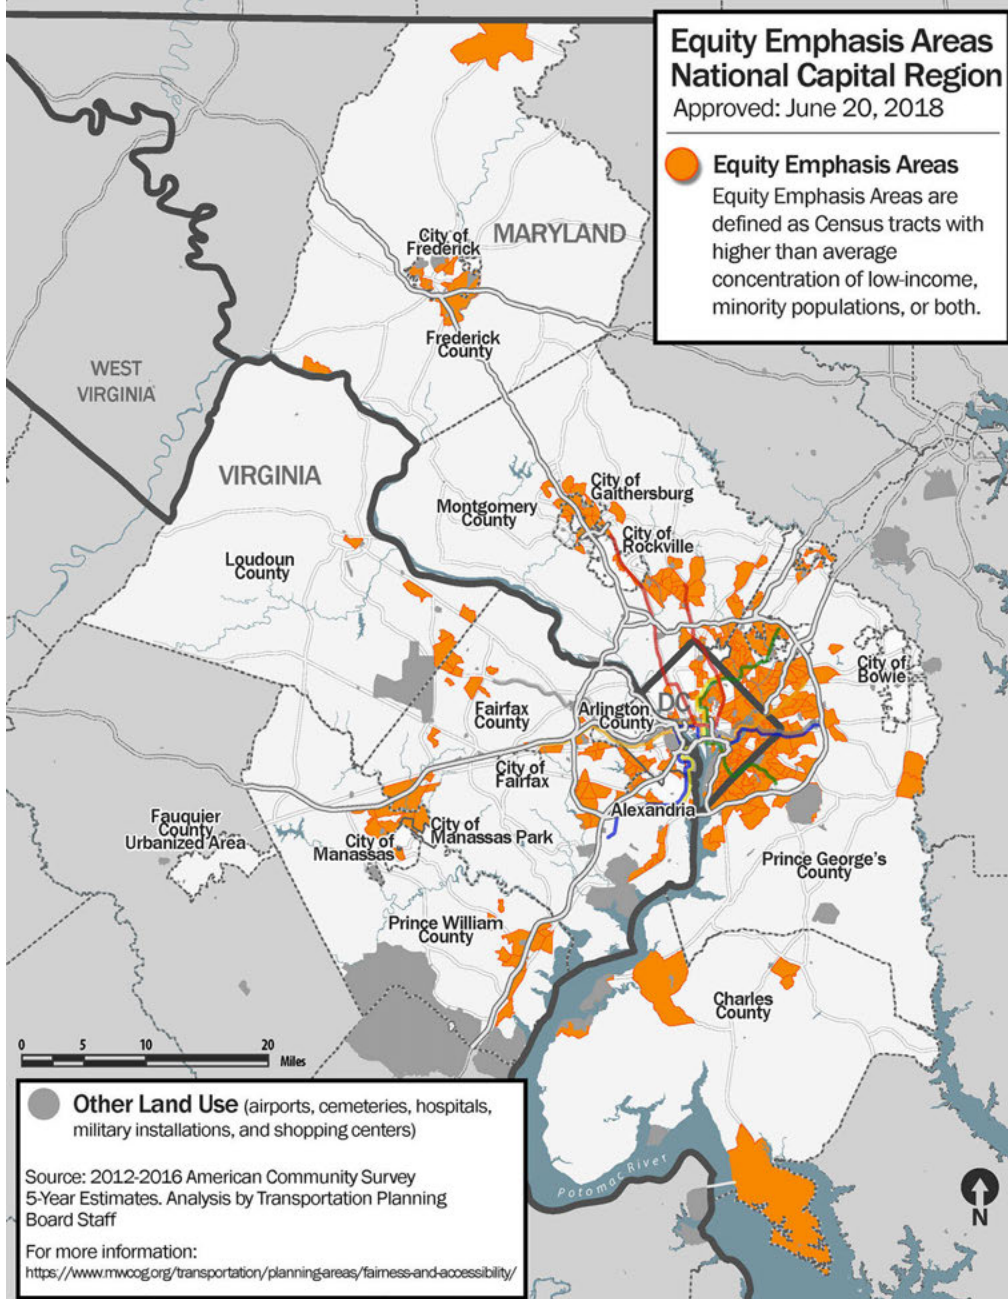 Equity Emphasis Areas
National Capital Region
Approved: June 20, 2018
Equity Emphasis Areas
Equity Emphasis Areas are
defined as Census tracts with
higher than average
concentration of low-income,
minority populations, or both.
MARYLAND
City of
Frederick
Frederick
County
WEST
VIRGINIA
VIRGINIA
Montgomery
County
City of
Gaithersburg
City of
Rockville
Loudoun
County
City of
Bowie
DC
Arlington
County
Fairfax
County
City of
Fairfax
Alexandria
Fauquier
County
Urbanized Area
City of
Manassas
City of
Manassas Park
Prince George's
County
Prince William
County
Charles
County
0 5 10 20
Miles
Potomac River
N
Other Land Use (airports, cemeteries, hospitals,
military installations, and shopping centers)
Source: 2012-2016 American Community Survey
5-Year Estimates. Analysis by Transportation Planning
Board Staff
For more information:
https://www.mwcog.org/transportation/planning-areas/fairness-and-accessibility/